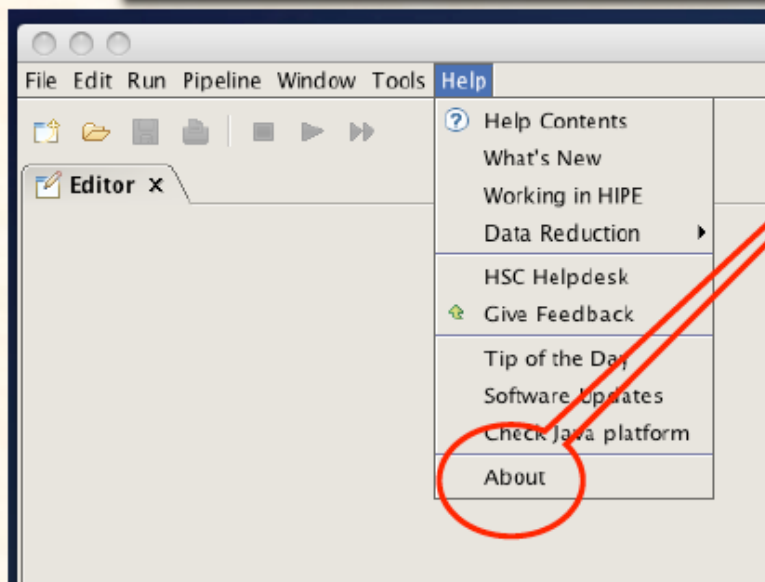 File Edit Run Pipeline Window Tools Help
Editor x
Help Contents
What's New
Working in HIPE
Data Reduction
HSC Helpdesk
Give Feedback
Tip of the Day
Software Updates
Check Java platform
About